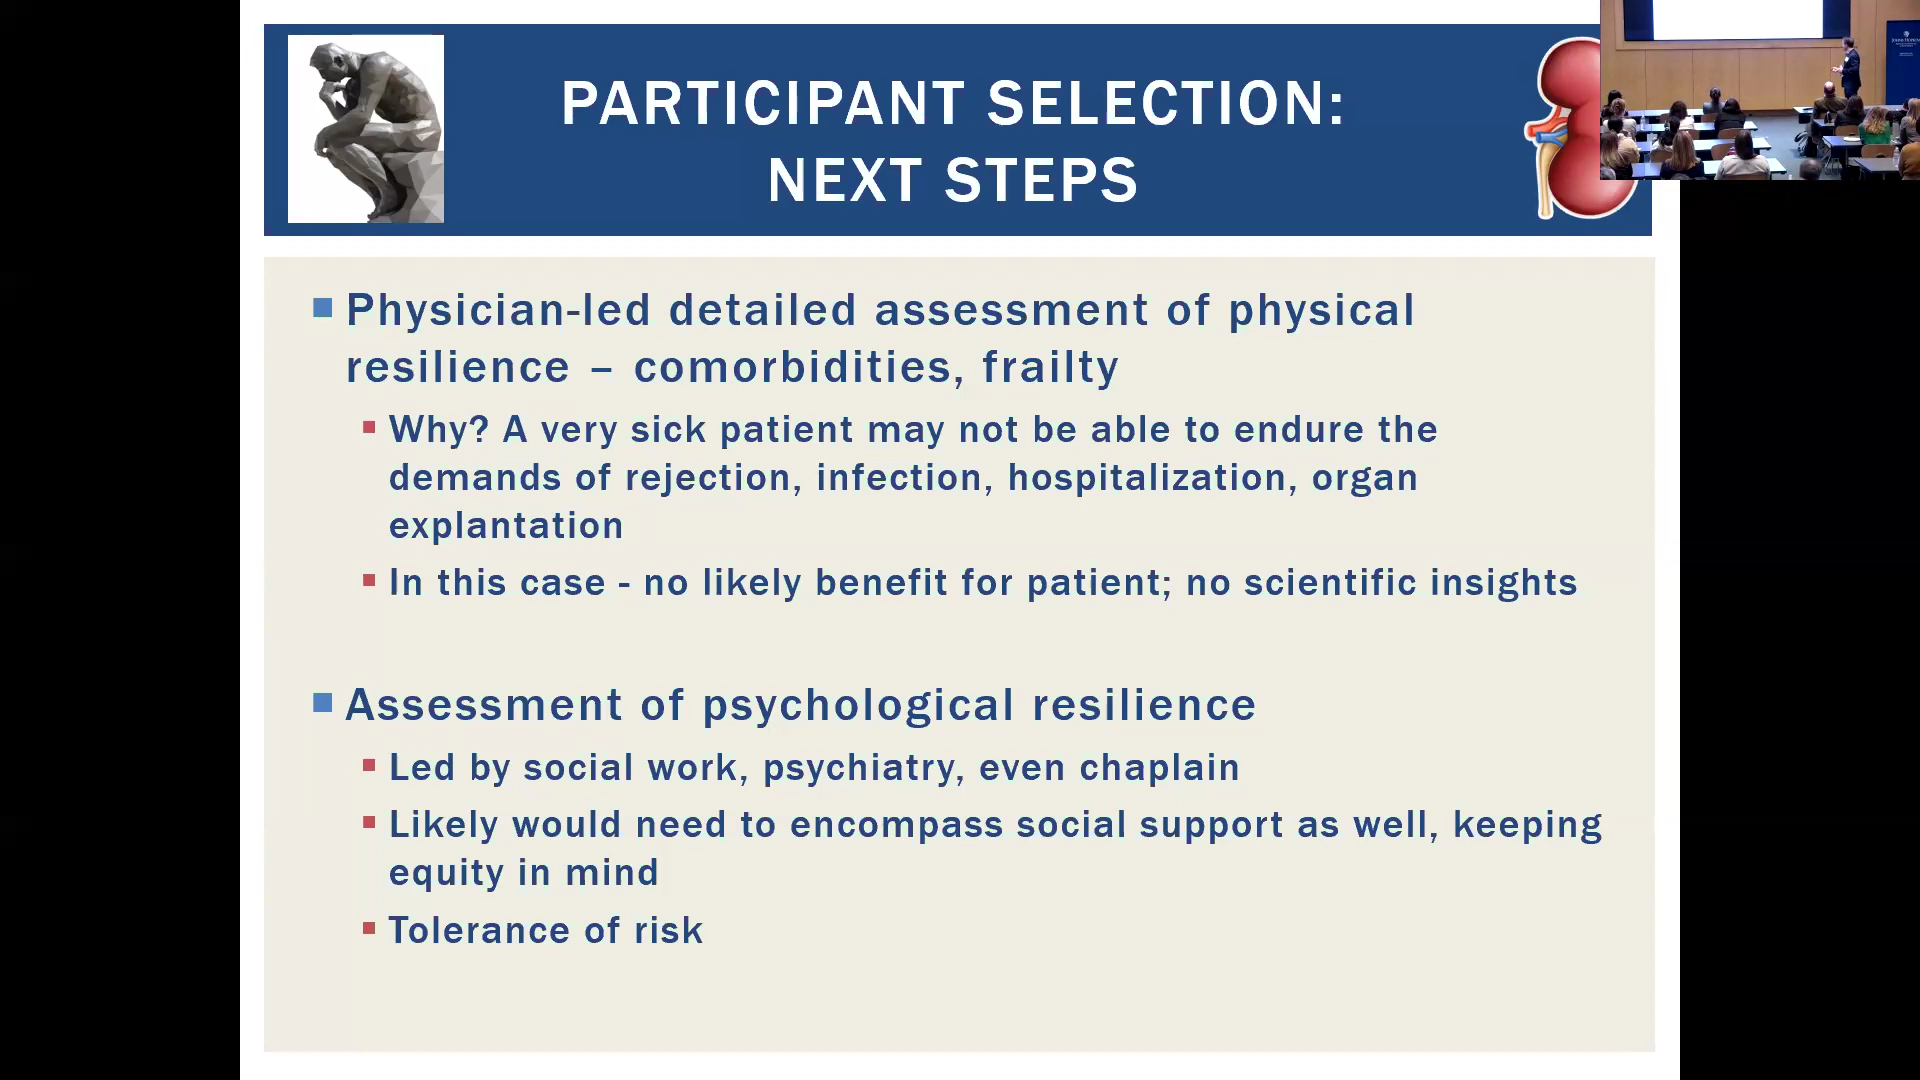 PARTICIPANT SELECTION:
NEXT STEPS
Physician-led detailed assessment of physical
resilience – comorbidities, frailty
Why? A very sick patient may not be able to endure the
demands of rejection, infection, hospitalization, organ
explantation
In this case - no likely benefit for patient; no scientific insights
Assessment of psychological resilience
Led by social work, psychiatry, even chaplain
Likely would need to encompass social support as well, keeping
equity in mind
Tolerance of risk